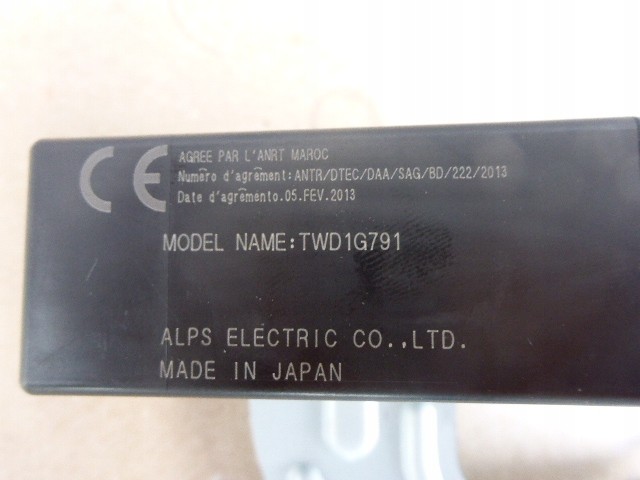 CE AGREE PAR L'ANRT MAROC
Numéro d'agrément:ANTR/DTEC/DAA/SAG/BD/222/2013
Date d'agrémento.05.FEV.2013
MODEL NAME:TWD1G791
ALPS ELECTRIC CO.,LTD.
MADE IN JAPAN